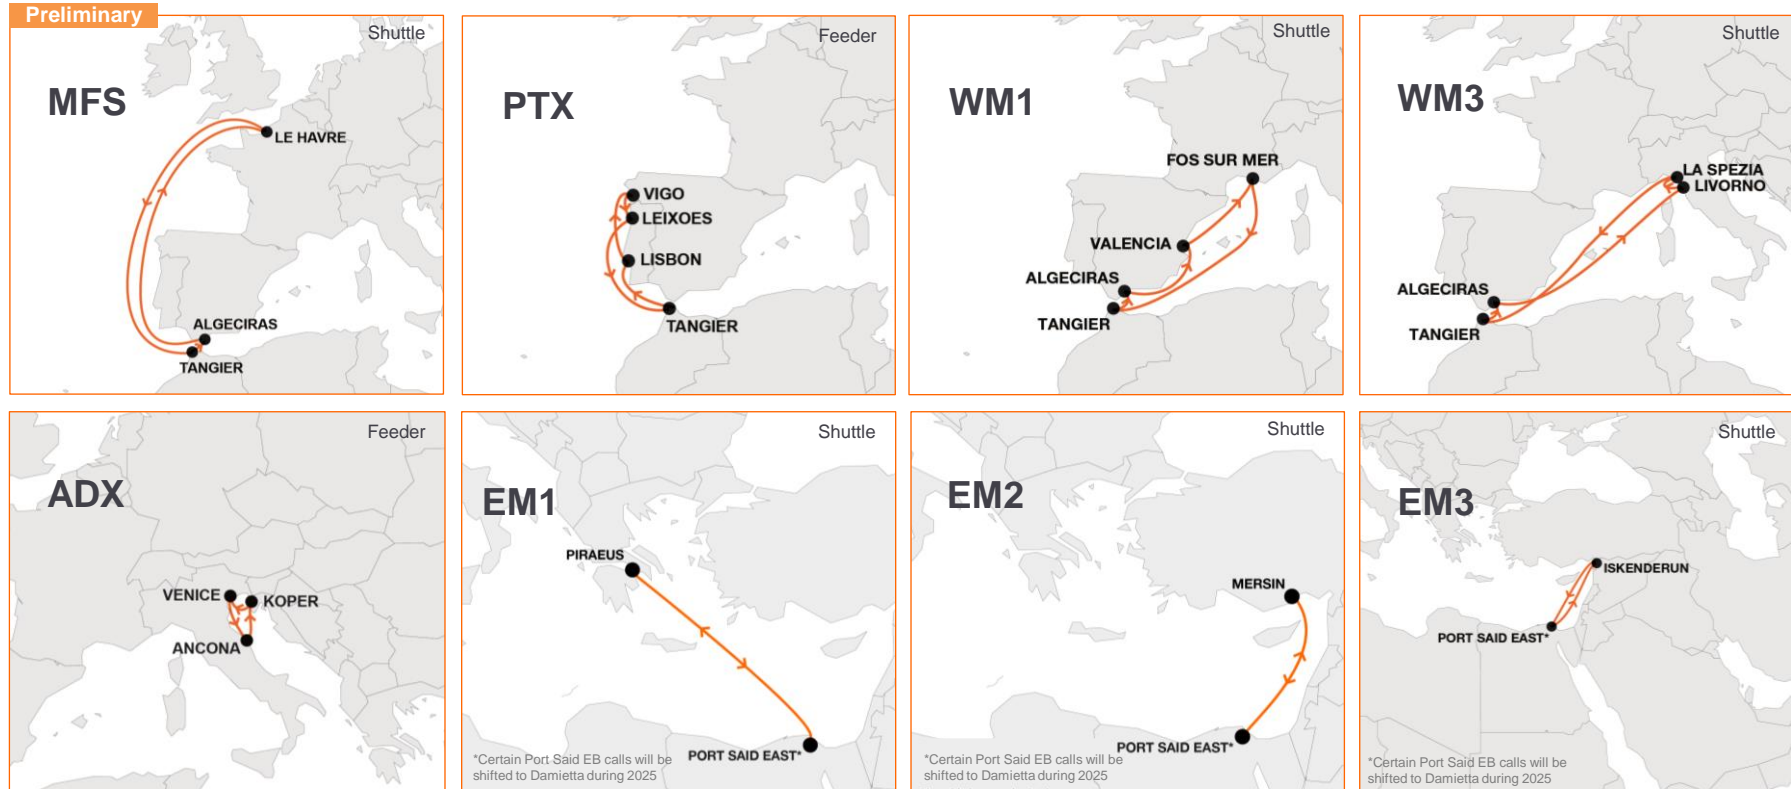 Preliminary
Shuttle
MFS
LE HAVRE
ALGECIRAS
TANGIER
Feeder
PTX
VIGO
LEIXOES
LISBON
TANGIER
Shuttle
WM1
FOS SUR MER
VALENCIA
ALGECIRAS
TANGIER
Shuttle
WM3
LA SPEZIA
LIVORNO
ALGECIRAS
TANGIER
Feeder
ADX
VENICE
KOPER
ANCONA
Shuttle
EM1
PIRAEUS
PORT SAID EAST*
*Certain Port Said EB calls will be
shifted to Damietta during 2025
Shuttle
EM2
MERSIN
PORT SAID EAST*
*Certain Port Said EB calls will be
shifted to Damietta during 2025
Shuttle
EM3
ISKENDERUN
PORT SAID EAST*
*Certain Port Said EB calls will be
shifted to Damietta during 2025